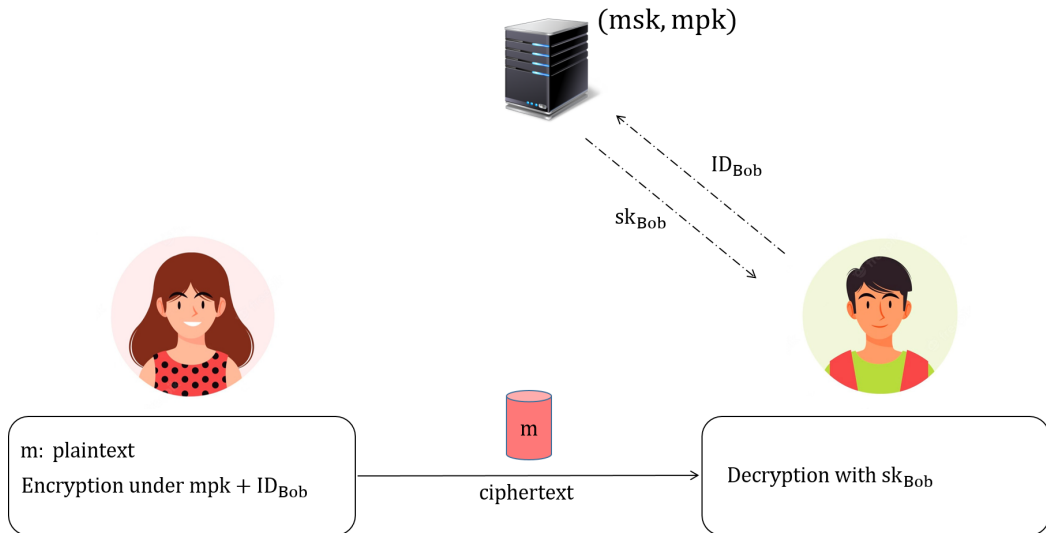 (msk, mpk)
ID_Bob
sk_Bob
m: plaintext
Encryption under mpk + ID_Bob
m
ciphertext
Decryption with sk_Bob